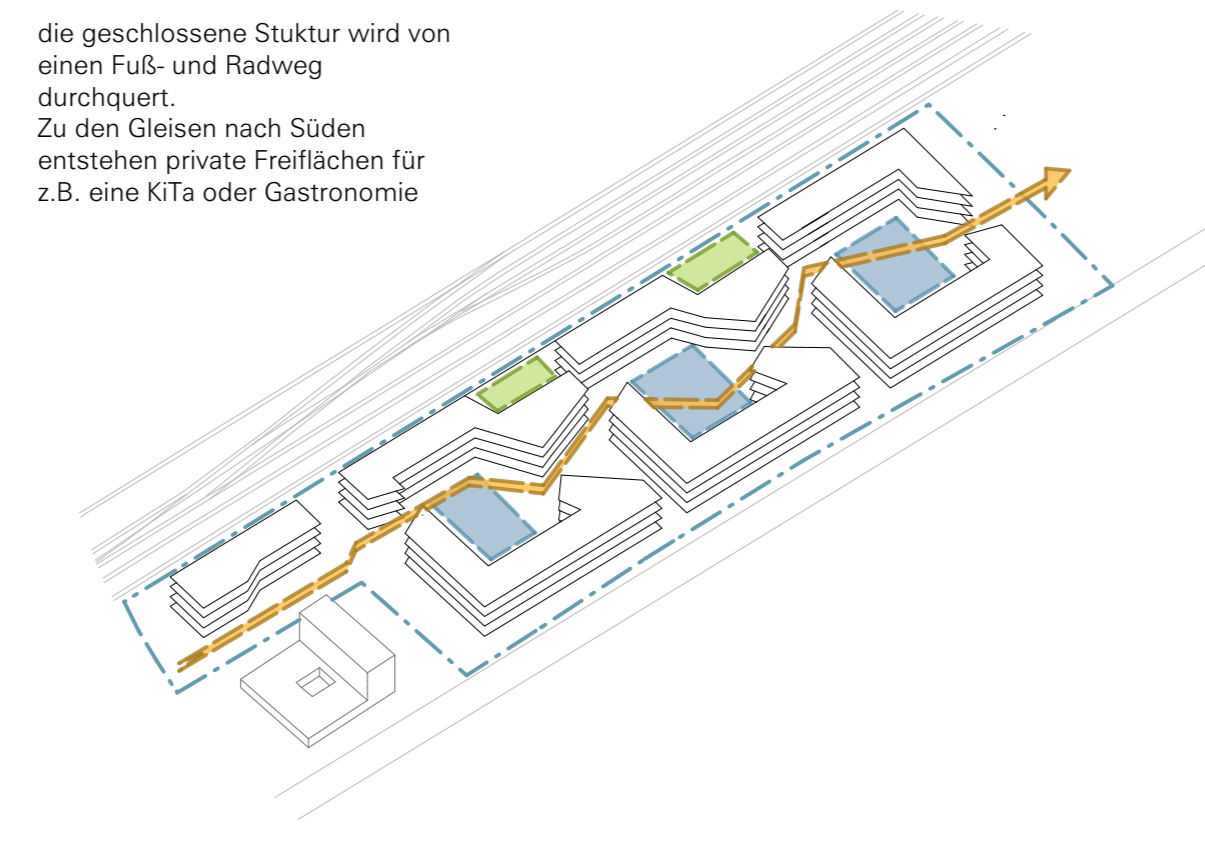 die geschlossene Stuktur wird von
einen Fuß- und Radweg
durchquert.
Zu den Gleisen nach Süden
entstehen private Freiflächen für
z.B. eine KiTa oder Gastronomie